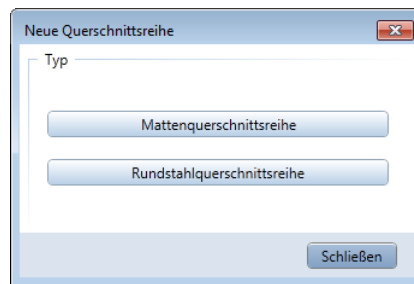 Neue Querschnittsreihe
Typ
Mattenquerschnittsreihe
Rundstahlquerschnittsreihe
Schließen